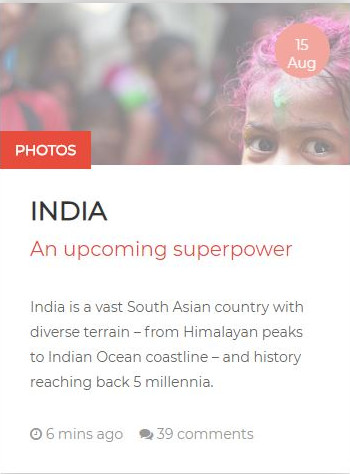 15
Aug
PHOTOS
INDIA
An upcoming superpower
India is a vast South Asian country with
diverse terrain – from Himalayan peaks
to Indian Ocean coastline – and history
reaching back 5 millennia.
6 mins ago 39 comments